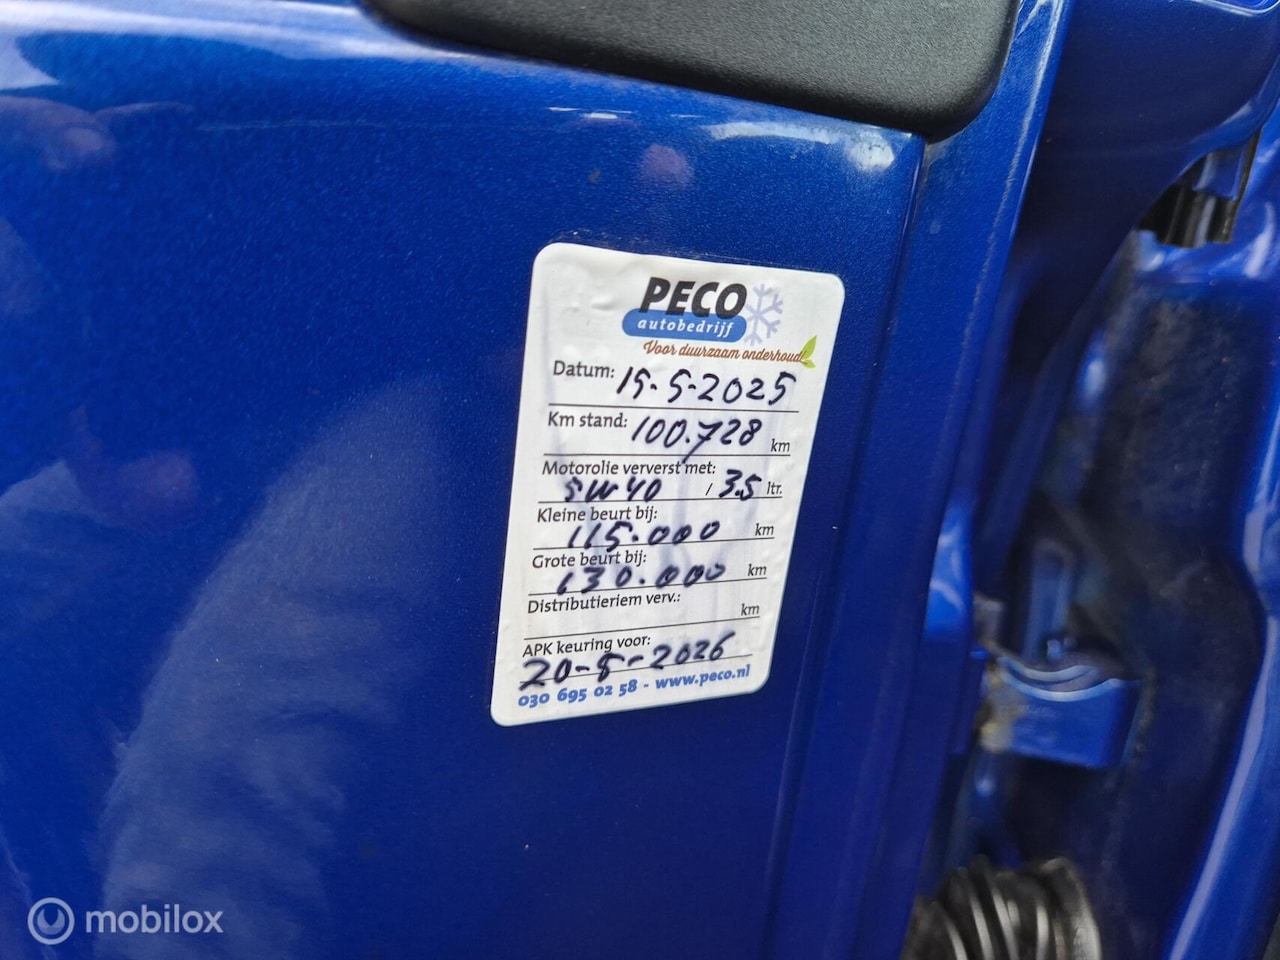 PECO
autobedrijf
Voor duurzaam onderhoud!
Datum: 15-5-2025
Km stand: 100.728 km
Motorolie ververst met:
5W40 / 3.5 ltr.
Kleine beurt bij:
115.000 km
Grote beurt bij:
130.000 km
Distributieriem verv.:
km
APK keuring voor:
20-5-2026
030 695 02 58 - www.peco.nl
mobilox